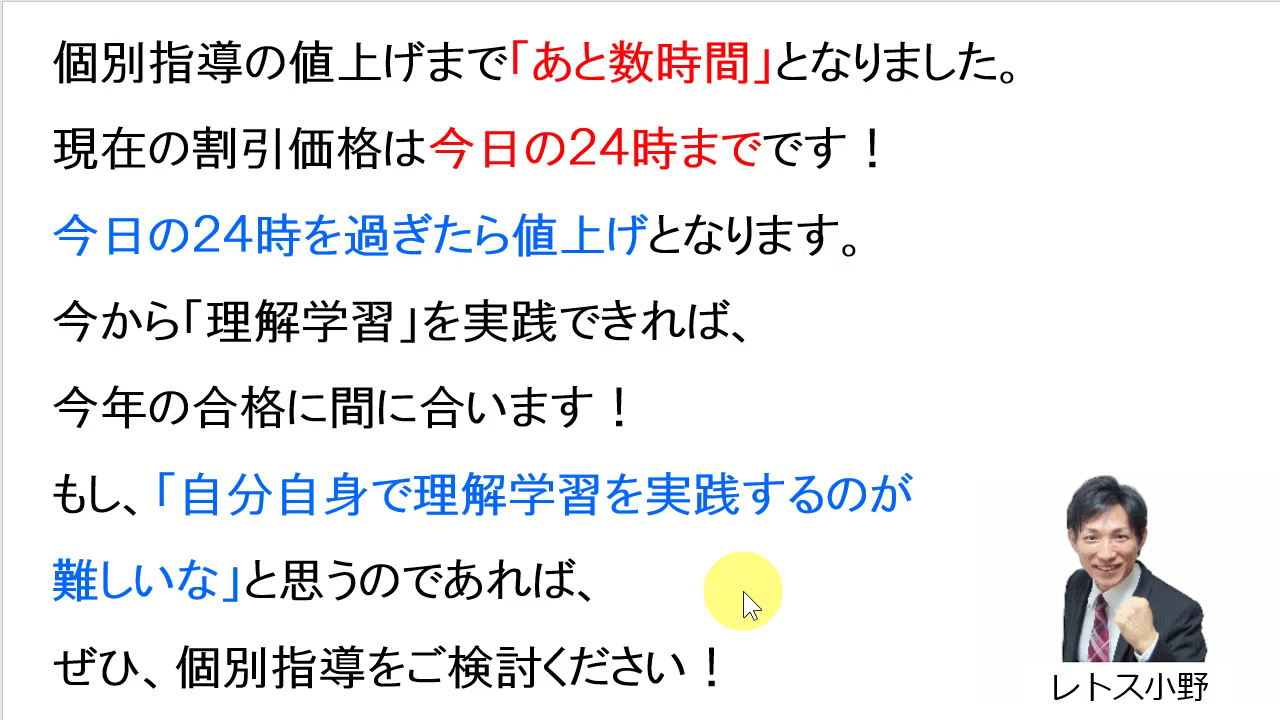 個別指導の値上げまで「あと数時間」となりました。
現在の割引価格は今日の24時までです！
今日の24時を過ぎたら値上げとなります。
今から「理解学習」を実践できれば、
今年の合格に間に合います！
もし、「自分自身で理解学習を実践するのが
難しいな」と思うのであれば、
ぜひ、個別指導をご検討ください！
レトス小野